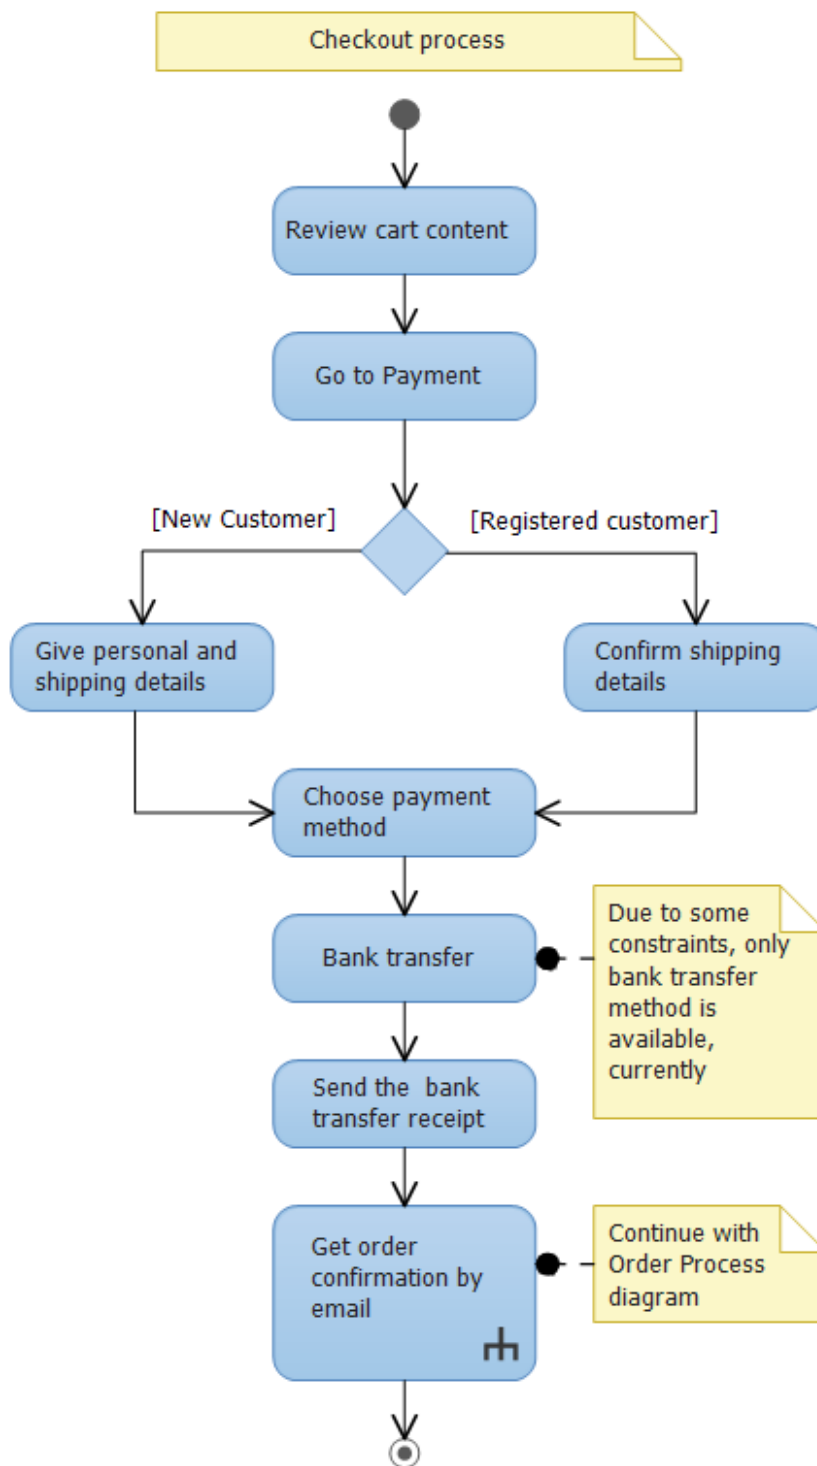 Checkout process
Review cart content
Go to Payment
[New Customer]
[Registered customer]
Give personal and
shipping details
Confirm shipping
details
Choose payment
method
Bank transfer
Due to some
constraints, only
bank transfer
method is
available,
currently
Send the  bank
transfer receipt
Get order
confirmation by
email
Continue with
Order Process
diagram